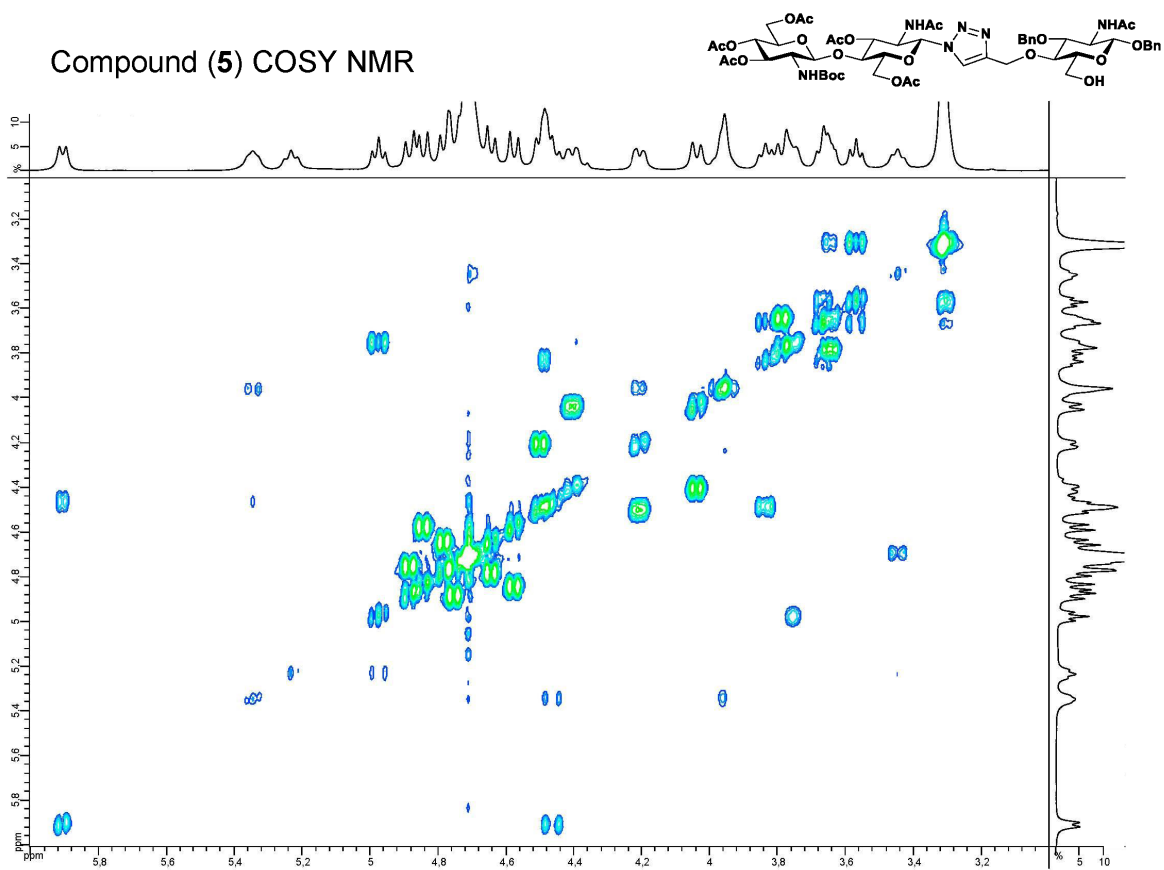 Compound (5) COSY NMR
OAc
NHAc
N
N
N
NHAc
AcO
O
AcO
O
BnO
OBn
AcO
O
N
O
O
AcO
NHBoc
OAc
OH
10
5
%
3,2
3,4
3,6
3,8
4
4,2
4,4
4,6
4,8
5
5,2
5,4
5,6
5,8
ppm
ppm
5,8
5,6
5,4
5,2
5
4,8
4,6
4,4
4,2
4
3,8
3,6
3,4
3,2
%
5
10